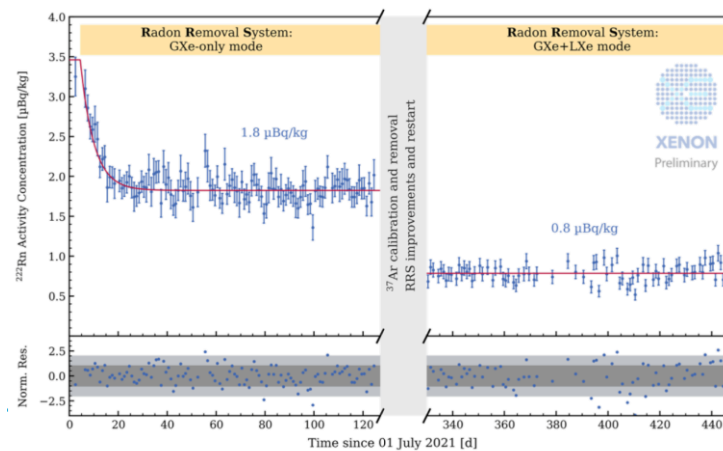 Radon Removal System:
GXe-only mode
Radon Removal System:
GXe+LXe mode
XENON
Preliminary
1.8 µBq/kg
0.8 µBq/kg
³⁷Ar calibration and removal
RRS improvements and restart
²²²Rn Activity Concentration [µBq/kg]
4.0
3.5
3.0
2.5
2.0
1.5
1.0
0.5
Norm. Res.
2.5
0.0
−2.5
0 20 40 60 80 100 120 340 360 380 400 420 440
Time since 01 July 2021 [d]